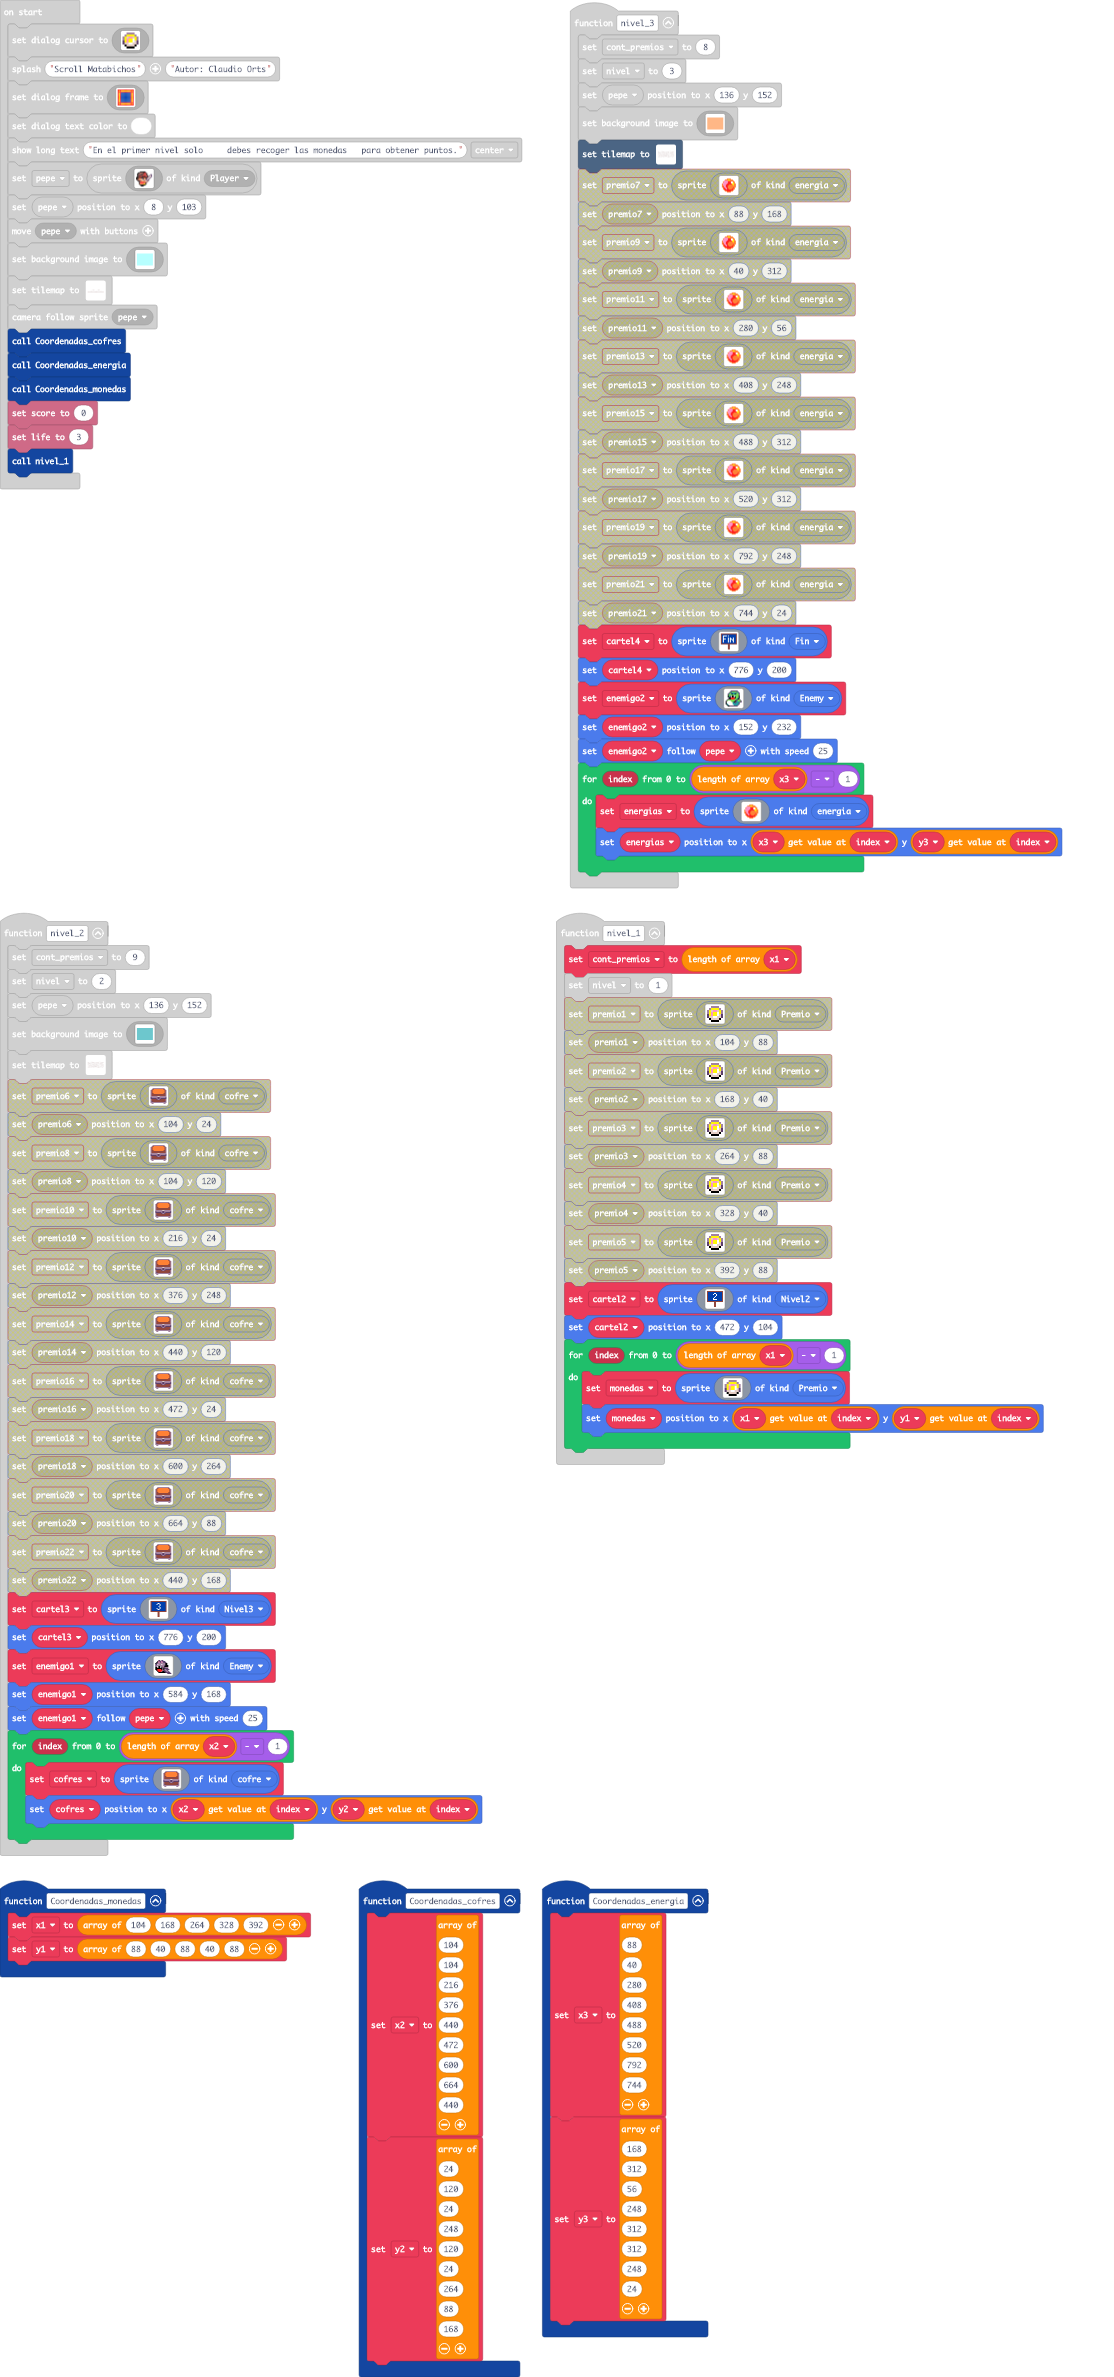 on start
set dialog cursor to
splash "Scroll Matabichos" "Autor: Claudio Orts"
set dialog frame to
set dialog text color to
show long text "En el primer nivel solo debes recoger las monedas para obtener puntos." center
set pepe to sprite of kind Player
set pepe position to x 8 y 103
move pepe with buttons
set background image to
set tilemap to
camera follow sprite pepe
call Coordenadas_cofres
call Coordenadas_energia
call Coordenadas_monedas
set score to 0
set life to 3
call nivel_1
function nivel_3
set cont_premios to 8
set nivel to 3
set pepe position to x 136 y 152
set background image to
set tilemap to
set premio7 to sprite of kind energia
set premio7 position to x 88 y 168
set premio9 to sprite of kind energia
set premio9 position to x 40 y 312
set premio11 to sprite of kind energia
set premio11 position to x 280 y 56
set premio13 to sprite of kind energia
set premio13 position to x 408 y 248
set premio15 to sprite of kind energia
set premio15 position to x 488 y 312
set premio17 to sprite of kind energia
set premio17 position to x 520 y 312
set premio19 to sprite of kind energia
set premio19 position to x 792 y 248
set premio21 to sprite of kind energia
set premio21 position to x 744 y 24
set cartel4 to sprite FIN of kind Fin
set cartel4 position to x 776 y 200
set enemigo2 to sprite of kind Enemy
set enemigo2 position to x 152 y 232
set enemigo2 follow pepe with speed 25
for index from 0 to length of array x3 - 1
do
set energias to sprite of kind energia
set energias position to x x3 get value at index y y3 get value at index
function nivel_2
set cont_premios to 9
set nivel to 2
set pepe position to x 136 y 152
set background image to
set tilemap to
set premio6 to sprite of kind cofre
set premio6 position to x 104 y 24
set premio8 to sprite of kind cofre
set premio8 position to x 104 y 120
set premio10 to sprite of kind cofre
set premio10 position to x 216 y 24
set premio12 to sprite of kind cofre
set premio12 position to x 376 y 248
set premio14 to sprite of kind cofre
set premio14 position to x 440 y 120
set premio16 to sprite of kind cofre
set premio16 position to x 472 y 24
set premio18 to sprite of kind cofre
set premio18 position to x 600 y 264
set premio20 to sprite of kind cofre
set premio20 position to x 664 y 88
set premio22 to sprite of kind cofre
set premio22 position to x 440 y 168
set cartel3 to sprite 3 of kind Nivel3
set cartel3 position to x 776 y 200
set enemigo1 to sprite of kind Enemy
set enemigo1 position to x 584 y 168
set enemigo1 follow pepe with speed 25
for index from 0 to length of array x2 - 1
do
set cofres to sprite of kind cofre
set cofres position to x x2 get value at index y y2 get value at index
function nivel_1
set cont_premios to length of array x1
set nivel to 1
set premio1 to sprite of kind Premio
set premio1 position to x 104 y 88
set premio2 to sprite of kind Premio
set premio2 position to x 168 y 40
set premio3 to sprite of kind Premio
set premio3 position to x 264 y 88
set premio4 to sprite of kind Premio
set premio4 position to x 328 y 40
set premio5 to sprite of kind Premio
set premio5 position to x 392 y 88
set cartel2 to sprite 2 of kind Nivel2
set cartel2 position to x 472 y 104
for index from 0 to length of array x1 - 1
do
set monedas to sprite of kind Premio
set monedas position to x x1 get value at index y y1 get value at index
function Coordenadas_monedas
set x1 to array of 104 168 264 328 392
set y1 to array of 88 40 88 40 88
function Coordenadas_cofres
array of
104
104
216
376
set x2 to 440
472
600
664
440
array of
24
120
24
248
set y2 to 120
24
264
88
168
function Coordenadas_energia
array of
88
40
280
408
set x3 to
488
520
792
744
array of
168
312
56
248
set y3 to
312
312
248
24